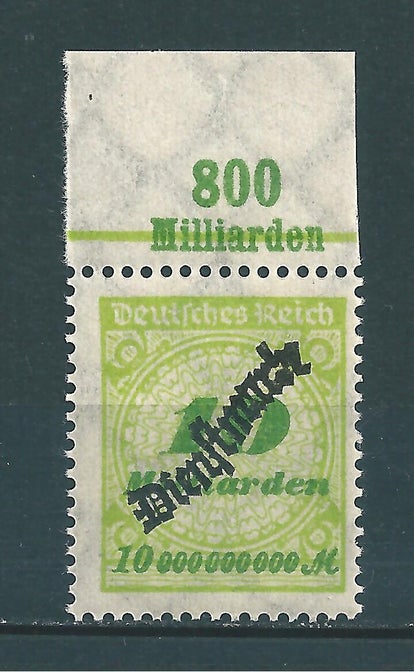 800
Milliarden
Deutsches Reich
10
Milliarden
Dienstmarke
10 000 000 000 M